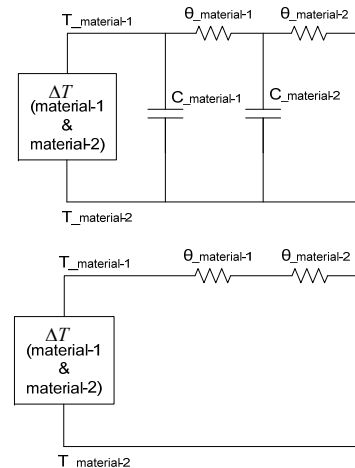 T_material-1
θ_material-1
θ_material-2
ΔT
(material-1
&
material-2)
C_material-1
C_material-2
T_material-2
T_material-1
θ_material-1
θ_material-2
ΔT
(material-1
&
material-2)
T_material-2